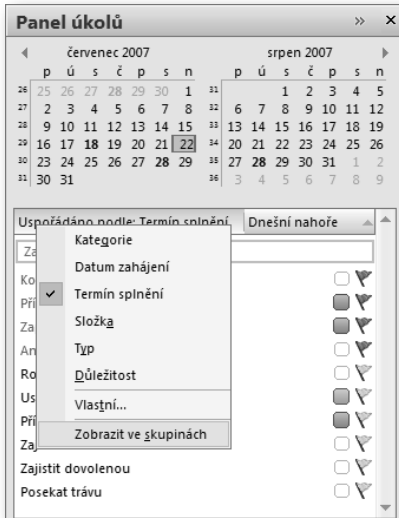 Panel úkolů
červenec 2007 srpen 2007
p ú s č p s n p ú s č p s n
26 25 26 27 28 29 30 1 31 1 2 3 4 5
27 2 3 4 5 6 7 8 32 6 7 8 9 10 11 12
28 9 10 11 12 13 14 15 33 13 14 15 16 17 18 19
29 16 17 18 19 20 21 22 34 20 21 22 23 24 25 26
30 23 24 25 26 27 28 29 35 27 28 29 30 31 1 2
31 30 31 36 3 4 5 6 7 8 9
Uspořádáno podle: Termín splnění Dnešní nahoře
Kategorie
Datum zahájení
Termín splnění
Složka
Typ
Důležitost
Vlastní...
Zobrazit ve skupinách
Zajistit dovolenou
Posekat trávu